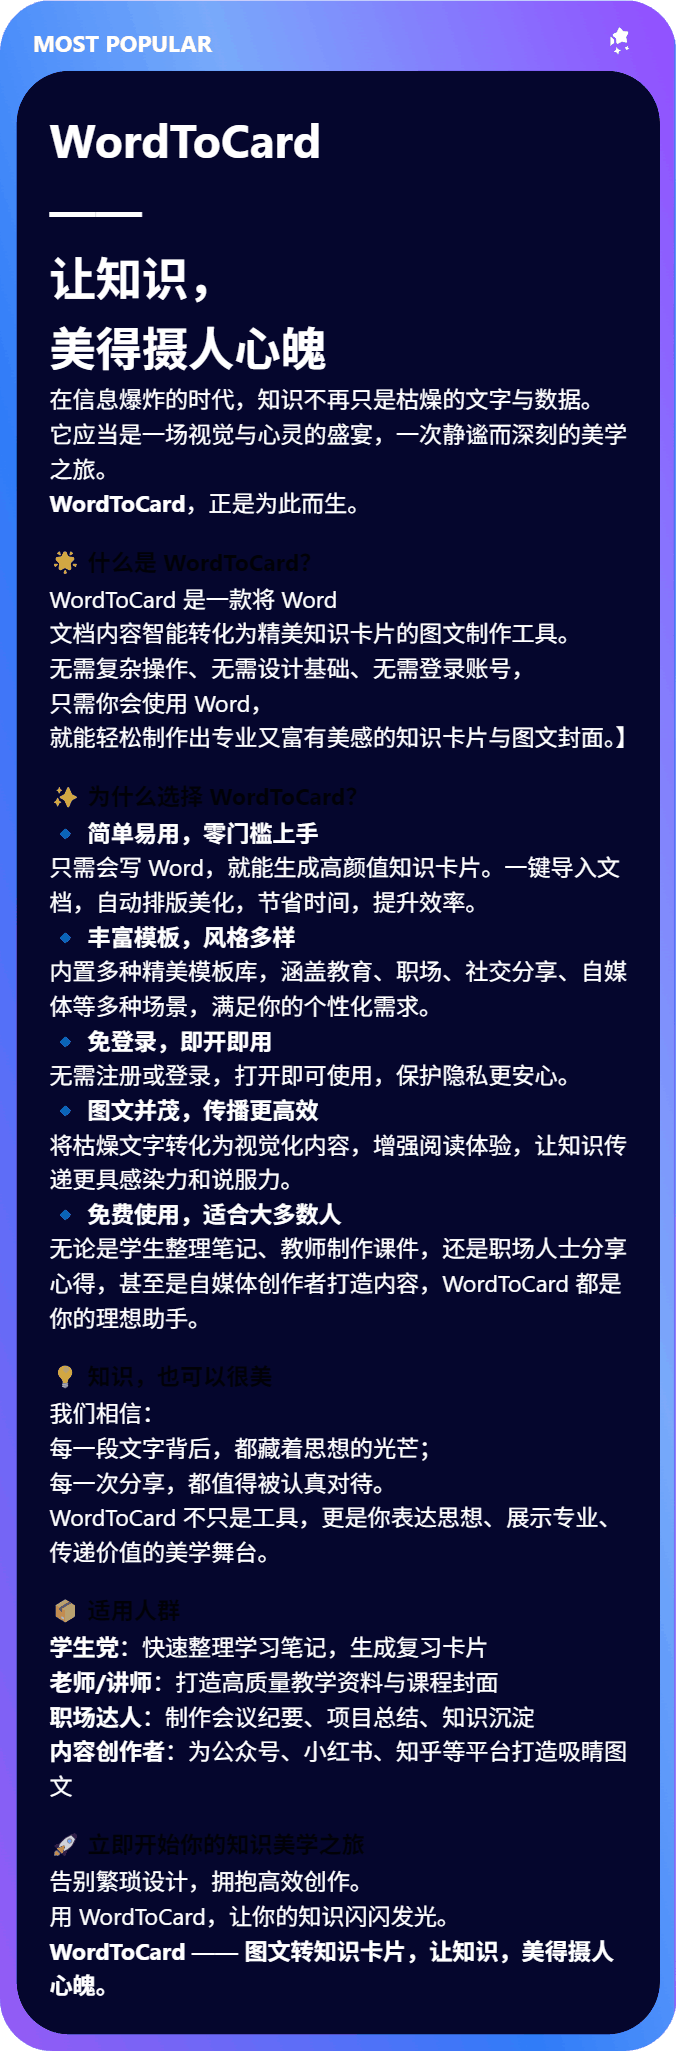 MOST POPULAR
WordToCard
——
让知识，
美得摄人心魄
在信息爆炸的时代，知识不再只是枯燥的文字与数据。
它应当是一场视觉与心灵的盛宴，一次静谧而深刻的美学
之旅。
WordToCard，正是为此而生。
🌟 什么是 WordToCard？
WordToCard 是一款将 Word
文档内容智能转化为精美知识卡片的图文制作工具。
无需复杂操作、无需设计基础、无需登录账号，
只需你会使用 Word，
就能轻松制作出专业又富有美感的知识卡片与图文封面。】
✨ 为什么选择 WordToCard？
🔹 简单易用，零门槛上手
只需会写 Word，就能生成高颜值知识卡片。一键导入文
档，自动排版美化，节省时间，提升效率。
🔹 丰富模板，风格多样
内置多种精美模板库，涵盖教育、职场、社交分享、自媒
体等多种场景，满足你的个性化需求。
🔹 免登录，即开即用
无需注册或登录，打开即可使用，保护隐私更安心。
🔹 图文并茂，传播更高效
将枯燥文字转化为视觉化内容，增强阅读体验，让知识传
递更具感染力和说服力。
🔹 免费使用，适合大多数人
无论是学生整理笔记、教师制作课件，还是职场人士分享
心得，甚至是自媒体创作者打造内容，WordToCard 都是
你的理想助手。
💡 知识，也可以很美
我们相信：
每一段文字背后，都藏着思想的光芒；
每一次分享，都值得被认真对待。
WordToCard 不只是工具，更是你表达思想、展示专业、
传递价值的美学舞台。
📦 适用人群
学生党：快速整理学习笔记，生成复习卡片
老师/讲师：打造高质量教学资料与课程封面
职场达人：制作会议纪要、项目总结、知识沉淀
内容创作者：为公众号、小红书、知乎等平台打造吸睛图
文
🚀 立即开始你的知识美学之旅
告别繁琐设计，拥抱高效创作。
用 WordToCard，让你的知识闪闪发光。
WordToCard —— 图文转知识卡片，让知识，美得摄人
心魄。